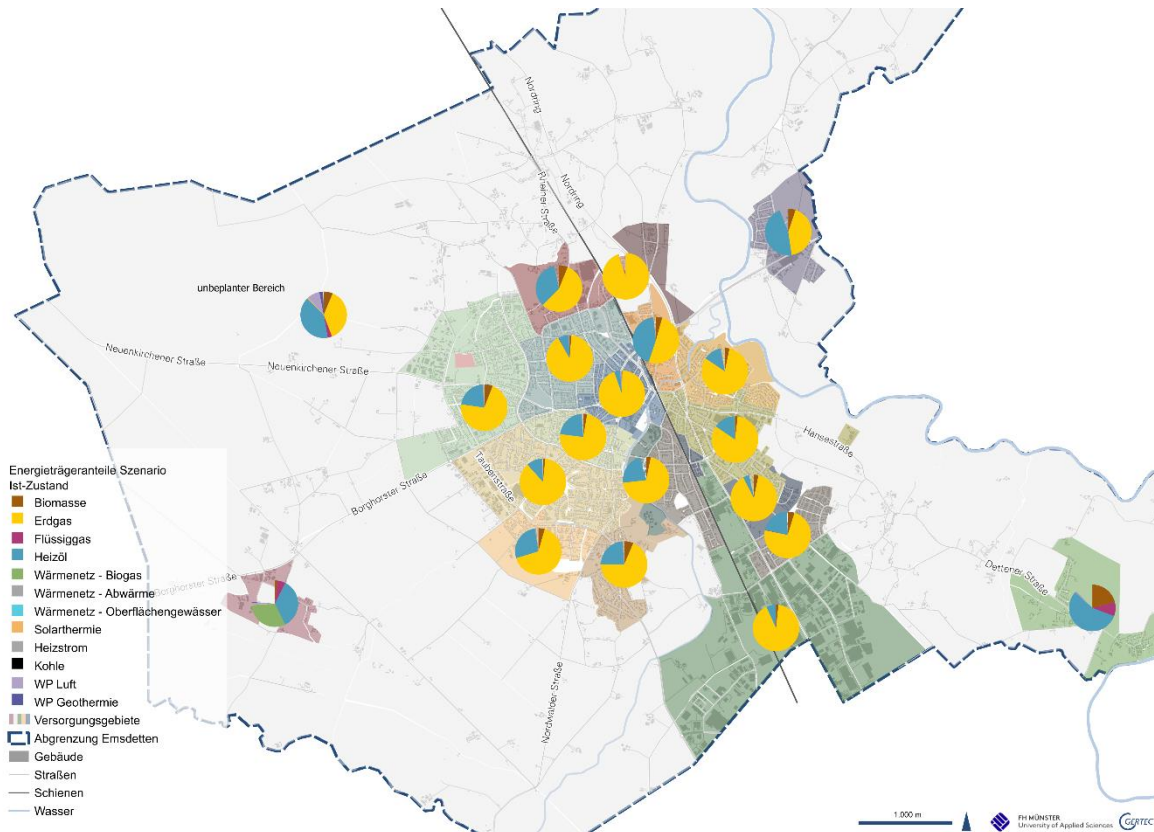 Nordring
Rheiner Straße
Nordring
unbeplanter Bereich
Neuenkirchener Straße
Neuenkirchener Straße
Hansestraße
Taubenstraße
Borghorster Straße
Borghorster Straße
Dettener Straße
Nordwalder Straße
Energieträgeranteile Szenario
Ist-Zustand
Biomasse
Erdgas
Flüssiggas
Heizöl
Wärmenetz - Biogas
Wärmenetz - Abwärme
Wärmenetz - Oberflächengewässer
Solarthermie
Heizstrom
Kohle
WP Luft
WP Geothermie
Versorgungsgebiete
Abgrenzung Emsdetten
Gebäude
Straßen
Schienen
Wasser
1.000 m
FH MÜNSTER
University of Applied Sciences
GERTEC